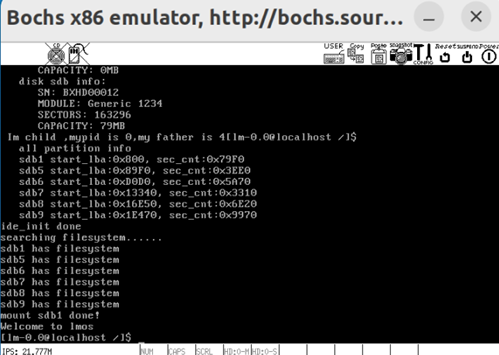 Bochs x86 emulator, http://bochs.sour...
USER Copy Paste snapshot CONFIG Reset suspend Power
CAPACITY: 0MB
disk sdb info:
SN: BXHD00012
MODULE: Generic 1234
SECTORS: 163296
CAPACITY: 79MB
Im child ,mypid is 0,my father is 4[lm-0.0@localhost /]$
all partition info
sdb1 start_lba:0x800, sec_cnt:0x79F0
sdb5 start_lba:0x89F0, sec_cnt:0x3EE0
sdb6 start_lba:0xD0D0, sec_cnt:0x5A70
sdb7 start_lba:0x13340, sec_cnt:0x3310
sdb8 start_lba:0x16E50, sec_cnt:0x6E20
sdb9 start_lba:0x1E470, sec_cnt:0x9970
ide_init done
searching filesystem......
sdb1 has filesystem
sdb5 has filesystem
sdb6 has filesystem
sdb7 has filesystem
sdb8 has filesystem
sdb9 has filesystem
mount sdb1 done!
Welcome to lmos
[lm-0.0@localhost /]$
IPS: 21.777M NUM CAPS SCRL HD:0-M HD:0-S